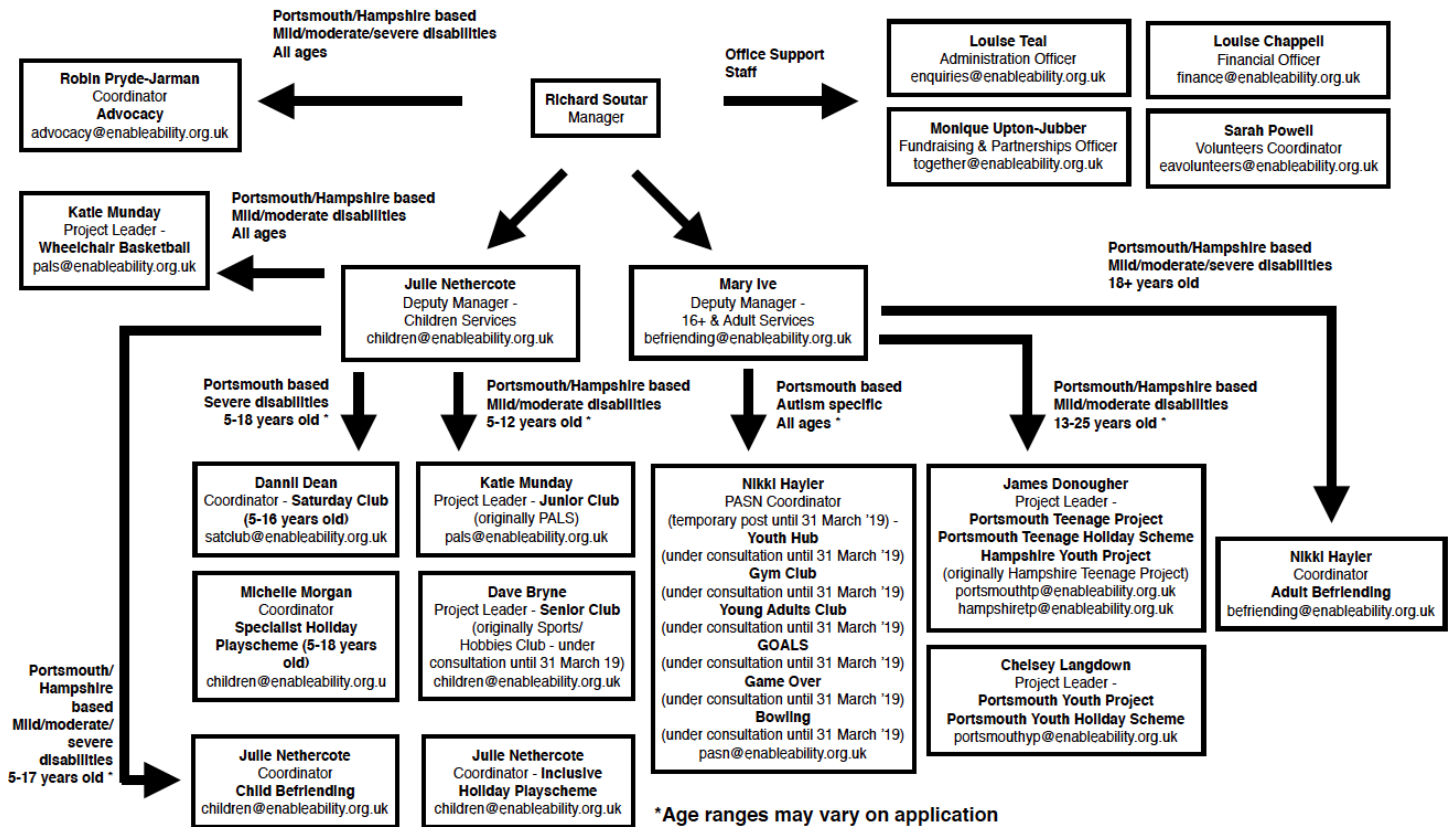 Portsmouth/Hampshire based
Mild/moderate/severe disabilities
All ages
Robin Pryde-Jarman
Coordinator
Advocacy
advocacy@enableability.org.uk
Richard Soutar
Manager
Office Support
Staff
Louise Teal
Administration Officer
enquiries@enableability.org.uk
Louise Chappell
Financial Officer
finance@enableability.org.uk
Monique Upton-Jubber
Fundraising & Partnerships Officer
together@enableability.org.uk
Sarah Powell
Volunteers Coordinator
eavolunteers@enableability.org.uk
Katie Munday
Project Leader -
Wheelchair Basketball
pals@enableability.org.uk
Portsmouth/Hampshire based
Mild/moderate disabilities
All ages
Julie Nethercote
Deputy Manager -
Children Services
children@enableability.org.uk
Mary Ive
Deputy Manager -
16+ & Adult Services
befriending@enableability.org.uk
Portsmouth/Hampshire based
Mild/moderate/severe disabilities
18+ years old
Portsmouth based
Severe disabilities
5-18 years old *
Portsmouth/Hampshire based
Mild/moderate disabilities
5-12 years old *
Portsmouth based
Autism specific
All ages *
Portsmouth/Hampshire based
Mild/moderate disabilities
13-25 years old *
Dannii Dean
Coordinator - Saturday Club
(5-16 years old)
satclub@enableability.org.uk
Katie Munday
Project Leader - Junior Club
(originally PALS)
pals@enableability.org.uk
Nikki Hayler
PASN Coordinator
(temporary post until 31 March '19) -
Youth Hub
(under consultation until 31 March '19)
Gym Club
(under consultation until 31 March '19)
Young Adults Club
(under consultation until 31 March '19)
GOALS
(under consultation until 31 March '19)
Game Over
(under consultation until 31 March '19)
Bowling
(under consultation until 31 March '19)
pasn@enableability.org.uk
James Donougher
Project Leader -
Portsmouth Teenage Project
Portsmouth Teenage Holiday Scheme
Hampshire Youth Project
(originally Hampshire Teenage Project)
portsmouthtp@enableability.org.uk
hampshiretp@enableability.org.uk
Nikki Hayler
Coordinator
Adult Befriending
befriending@enableability.org.uk
Michelle Morgan
Coordinator
Specialist Holiday
Playscheme (5-18 years
old)
children@enableability.org.u
Dave Bryne
Project Leader - Senior Club
(originally Sports/
Hobbies Club - under
consultation until 31 March 19)
children@enableability.org.uk
Chelsey Langdown
Project Leader -
Portsmouth Youth Project
Portsmouth Youth Holiday Scheme
portsmouthyp@enableability.org.uk
Portsmouth/
Hampshire
based
Mild/moderate/
severe
disabilities
5-17 years old *
Julie Nethercote
Coordinator
Child Befriending
children@enableability.org.uk
Julie Nethercote
Coordinator - Inclusive
Holiday Playscheme
children@enableability.org.uk
*Age ranges may vary on application